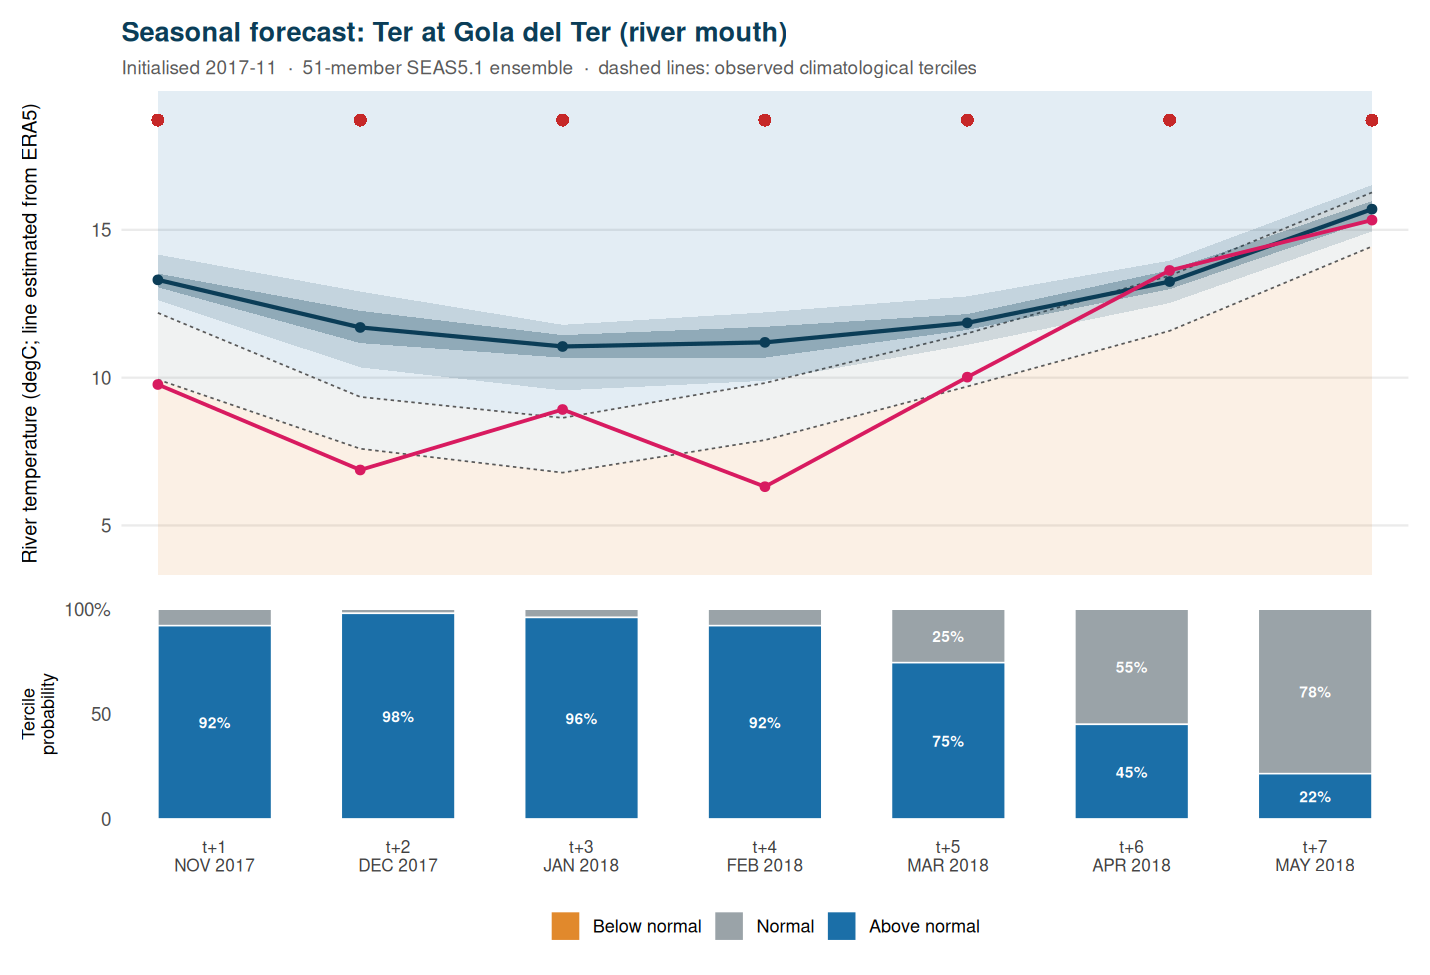 Seasonal forecast: Ter at Gola del Ter (river mouth)
Initialised 2017-11 · 51-member SEAS5.1 ensemble · dashed lines: observed climatological terciles
River temperature (degC; line estimated from ERA5)
15
10
5
Tercile
probability
100%
50
0
92%
98%
96%
92%
25%
75%
55%
45%
78%
22%
t+1
NOV 2017
t+2
DEC 2017
t+3
JAN 2018
t+4
FEB 2018
t+5
MAR 2018
t+6
APR 2018
t+7
MAY 2018
Below normal
Normal
Above normal